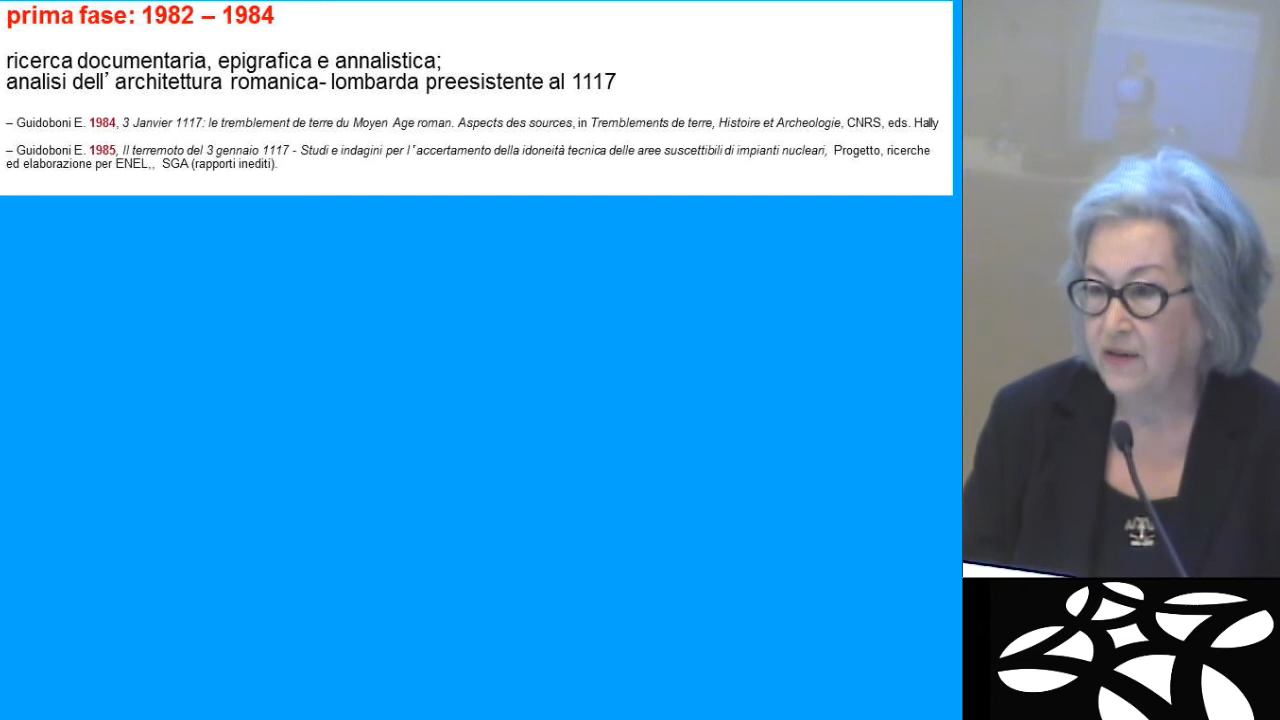 prima fase: 1982 – 1984
ricerca documentaria, epigrafica e annalistica;
analisi dell’ architettura romanica- lombarda preesistente al 1117
– Guidoboni E. 1984, 3 Janvier 1117: le tremblement de terre du Moyen Age roman. Aspects des sources, in Tremblements de terre, Histoire et Archeologie, CNRS, eds. Hally
– Guidoboni E. 1985, Il terremoto del 3 gennaio 1117 - Studi e indagini per l’accertamento della idoneità tecnica delle aree suscettibili di impianti nucleari, Progetto, ricerche
ed elaborazione per ENEL,, SGA (rapporti inediti).